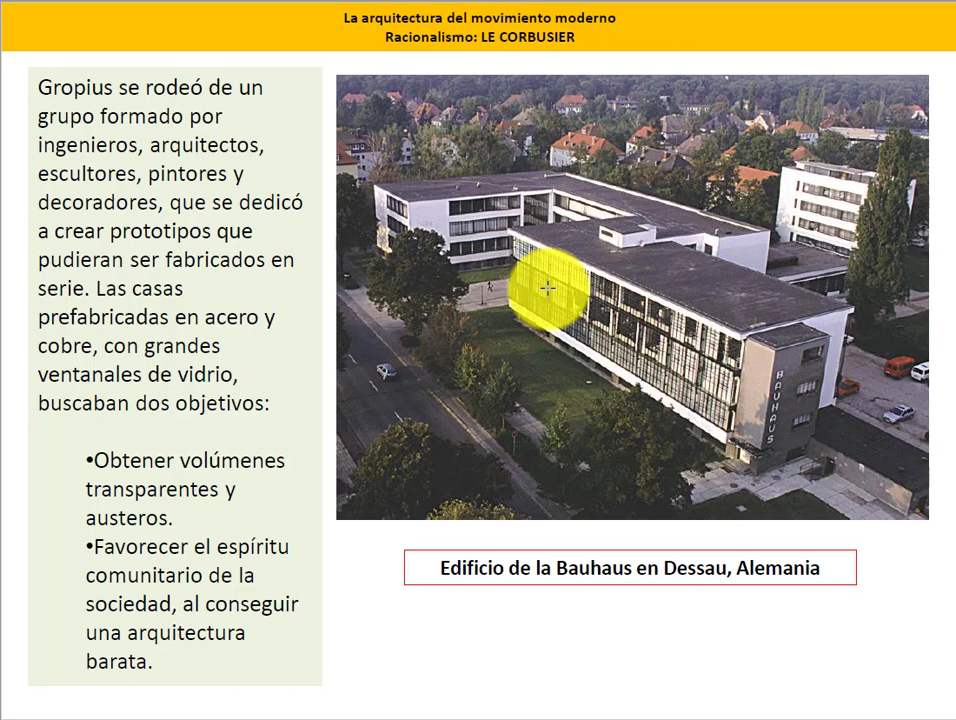 La arquitectura del movimiento moderno
Racionalismo: LE CORBUSIER
Gropius se rodeó de un
grupo formado por
ingenieros, arquitectos,
escultores, pintores y
decoradores, que se dedicó
a crear prototipos que
pudieran ser fabricados en
serie. Las casas
prefabricadas en acero y
cobre, con grandes
ventanales de vidrio,
buscaban dos objetivos:
•Obtener volúmenes
transparentes y
austeros.
•Favorecer el espíritu
comunitario de la
sociedad, al conseguir
una arquitectura
barata.
BAUHAUS
Edificio de la Bauhaus en Dessau, Alemania